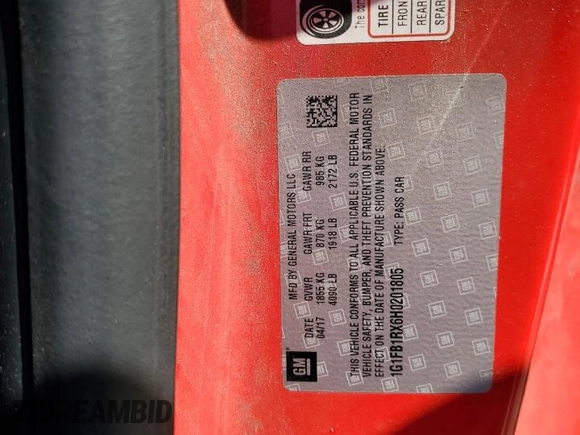 The con
TIRE
FRONT
REAR
SPAR
GM
MFD BY GENERAL MOTORS LLC
DATE GVWR GAWR FRT GAWR RR
04/17 1855 KG 870 KG 985 KG
4090 LB 1918 LB 2172 LB
THIS VEHICLE CONFORMS TO ALL APPLICABLE U.S. FEDERAL MOTOR
VEHICLE SAFETY, BUMPER, AND THEFT PREVENTION STANDARDS IN
EFFECT ON THE DATE OF MANUFACTURE SHOWN ABOVE.
1G1FB1RX6H0201805 TYPE: PASS CAR